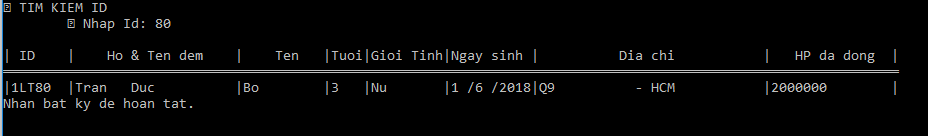 TIM KIEM ID
Nhap Id: 80
| ID | Ho & Ten dem | Ten |Tuoi|Gioi Tinh|Ngay sinh | Dia chi | HP da dong |
|1LT80 |Tran Duc |Bo |3 |Nu |1 /6 /2018|Q9 - HCM |2000000 |
Nhan bat ky de hoan tat.